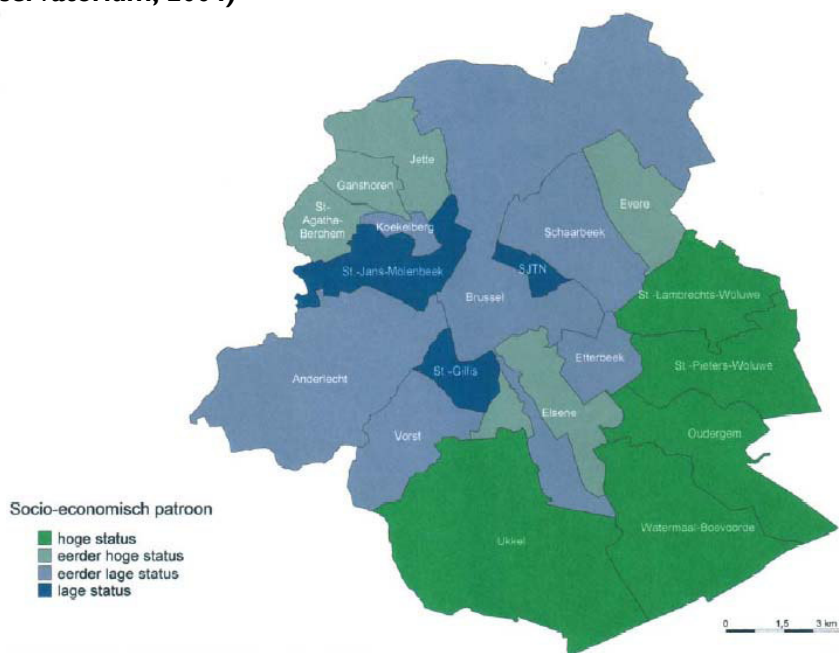 2004)
Jette
Ganshoren
St-
Agatha-
Berchem
Koekelberg
Evere
Schaarbeek
St.-Jans-Molenbeek
SJTN
St.-Lambrechts-Woluwe
Brussel
Etterbeek
St.-Pieters-Woluwe
Anderlecht
St.-Gillis
Elsene
Vorst
Oudergem
Watermaal-Bosvoorde
Ukkel
Socio-economisch patroon
hoge status
eerder hoge status
eerder lage status
lage status
0 1,5 3 km